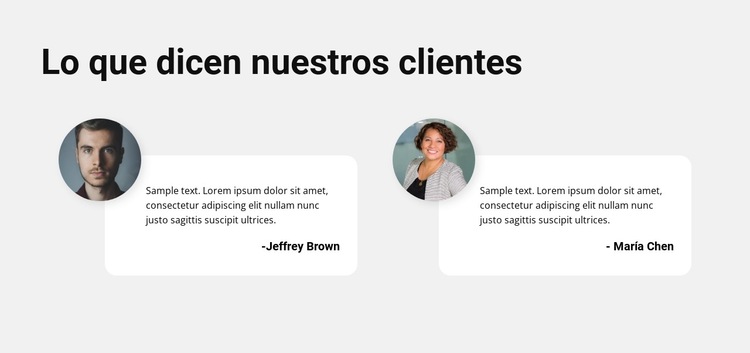 Lo que dicen nuestros clientes
Sample text. Lorem ipsum dolor sit amet,
consectetur adipiscing elit nullam nunc
justo sagittis suscipit ultrices.
-Jeffrey Brown
Sample text. Lorem ipsum dolor sit amet,
consectetur adipiscing elit nullam nunc
justo sagittis suscipit ultrices.
- María Chen